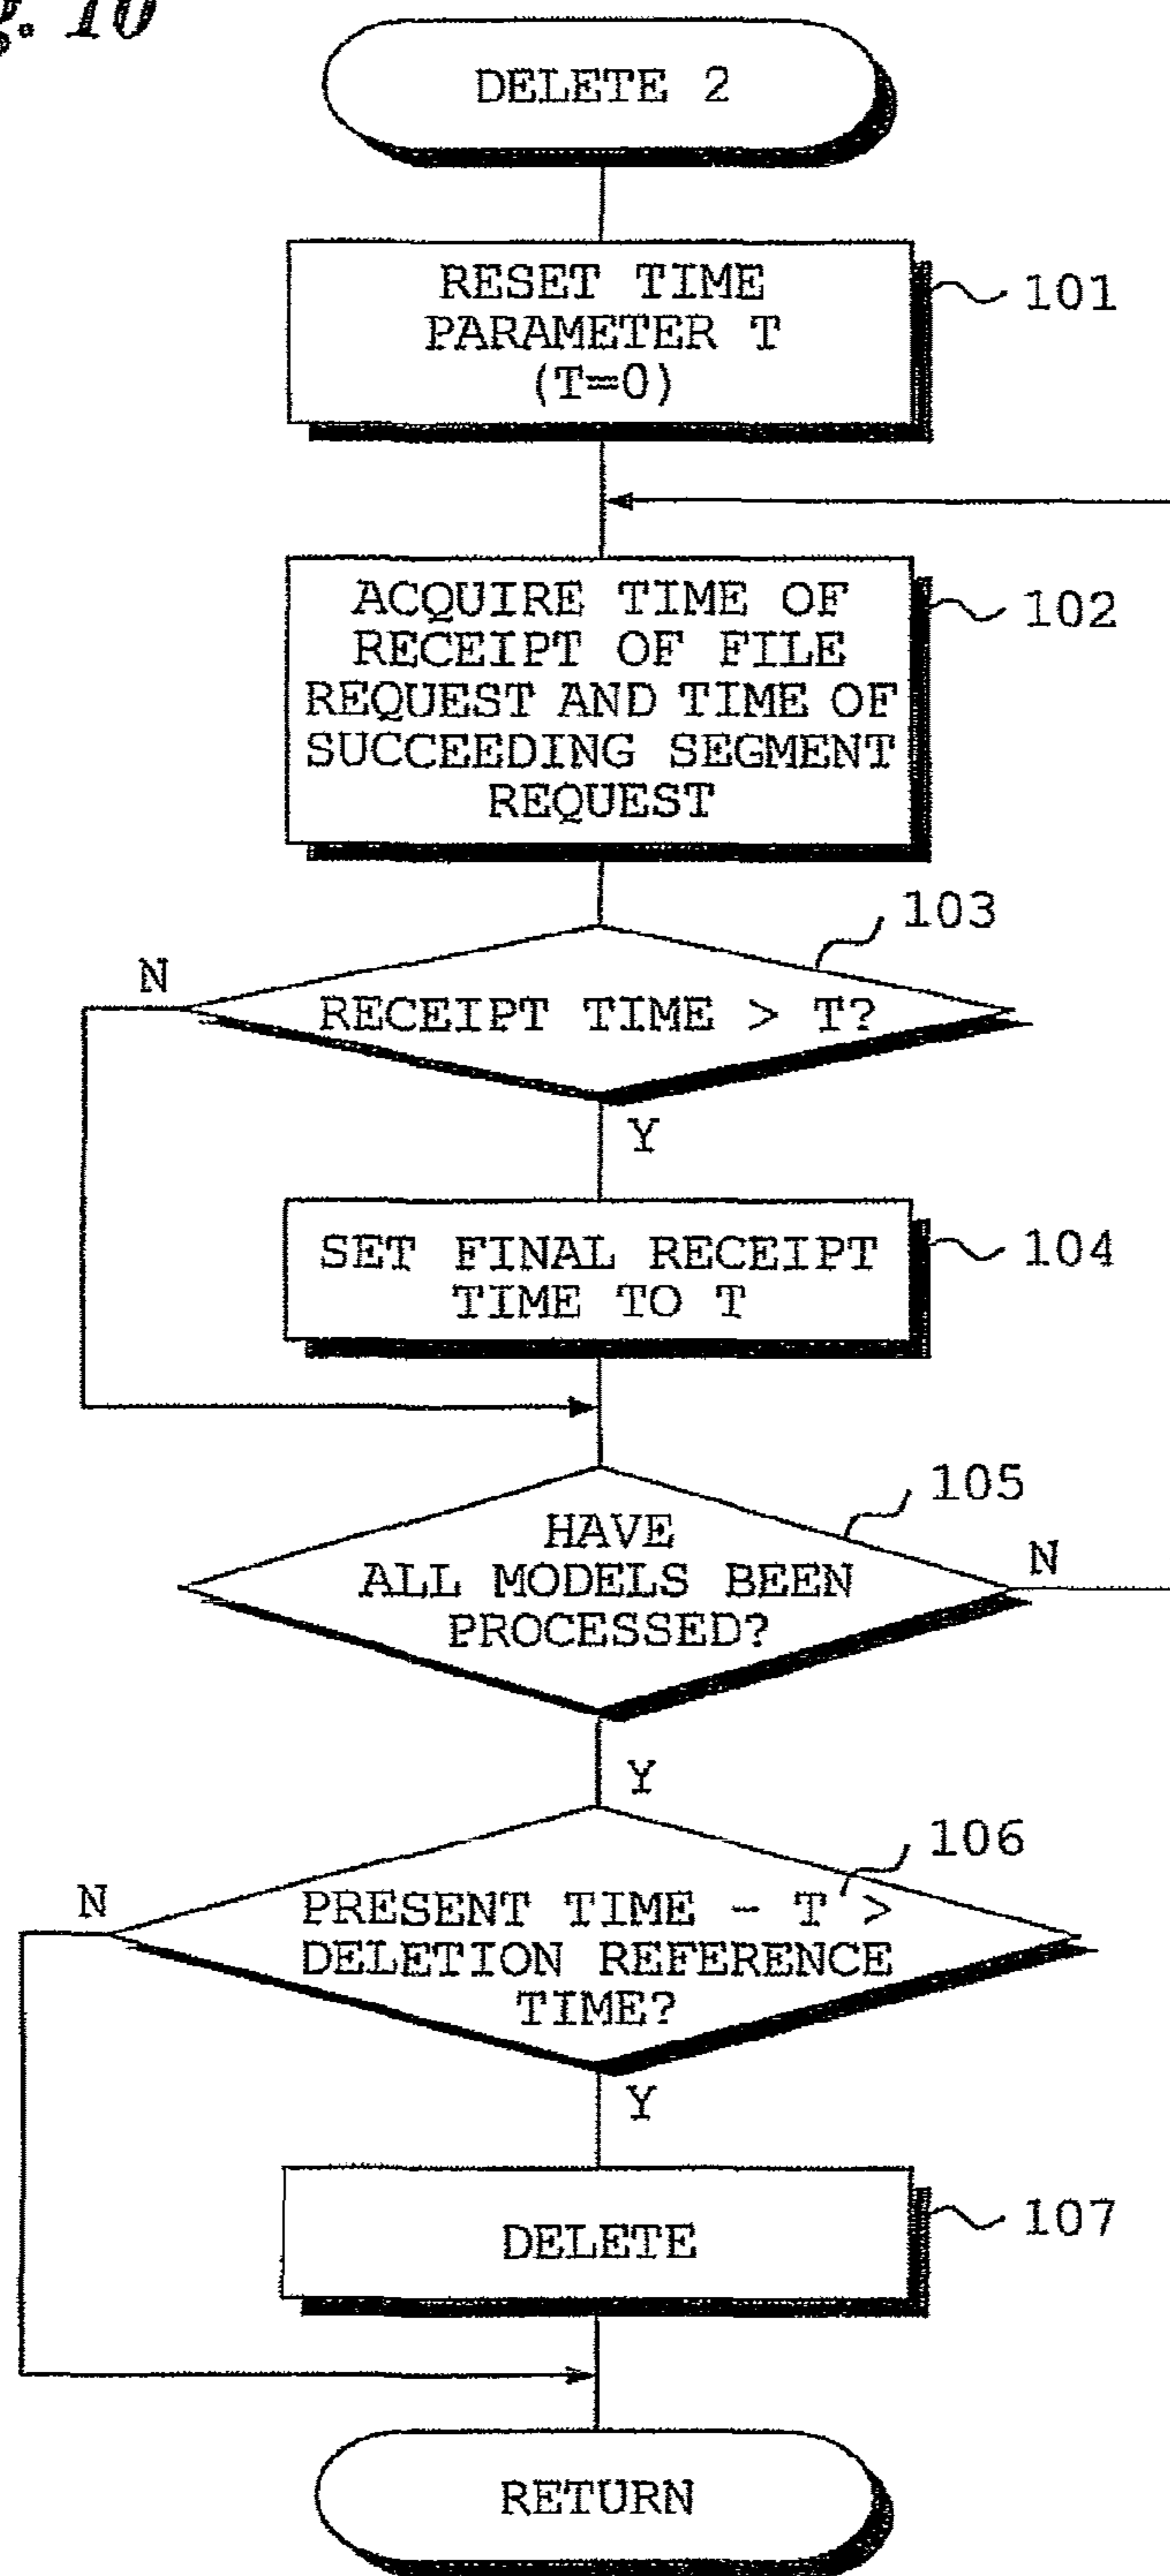 . 10
DELETE 2
RESET TIME
PARAMETER T
(T=0)
101
ACQUIRE TIME OF
RECEIPT OF FILE
REQUEST AND TIME OF
SUCCEEDING SEGMENT
REQUEST
102
103
N
RECEIPT TIME > T?
Y
SET FINAL RECEIPT
TIME TO T
104
105
HAVE
ALL MODELS BEEN
PROCESSED?
N
Y
106
N
PRESENT TIME - T >
DELETION REFERENCE
TIME?
Y
DELETE
107
RETURN